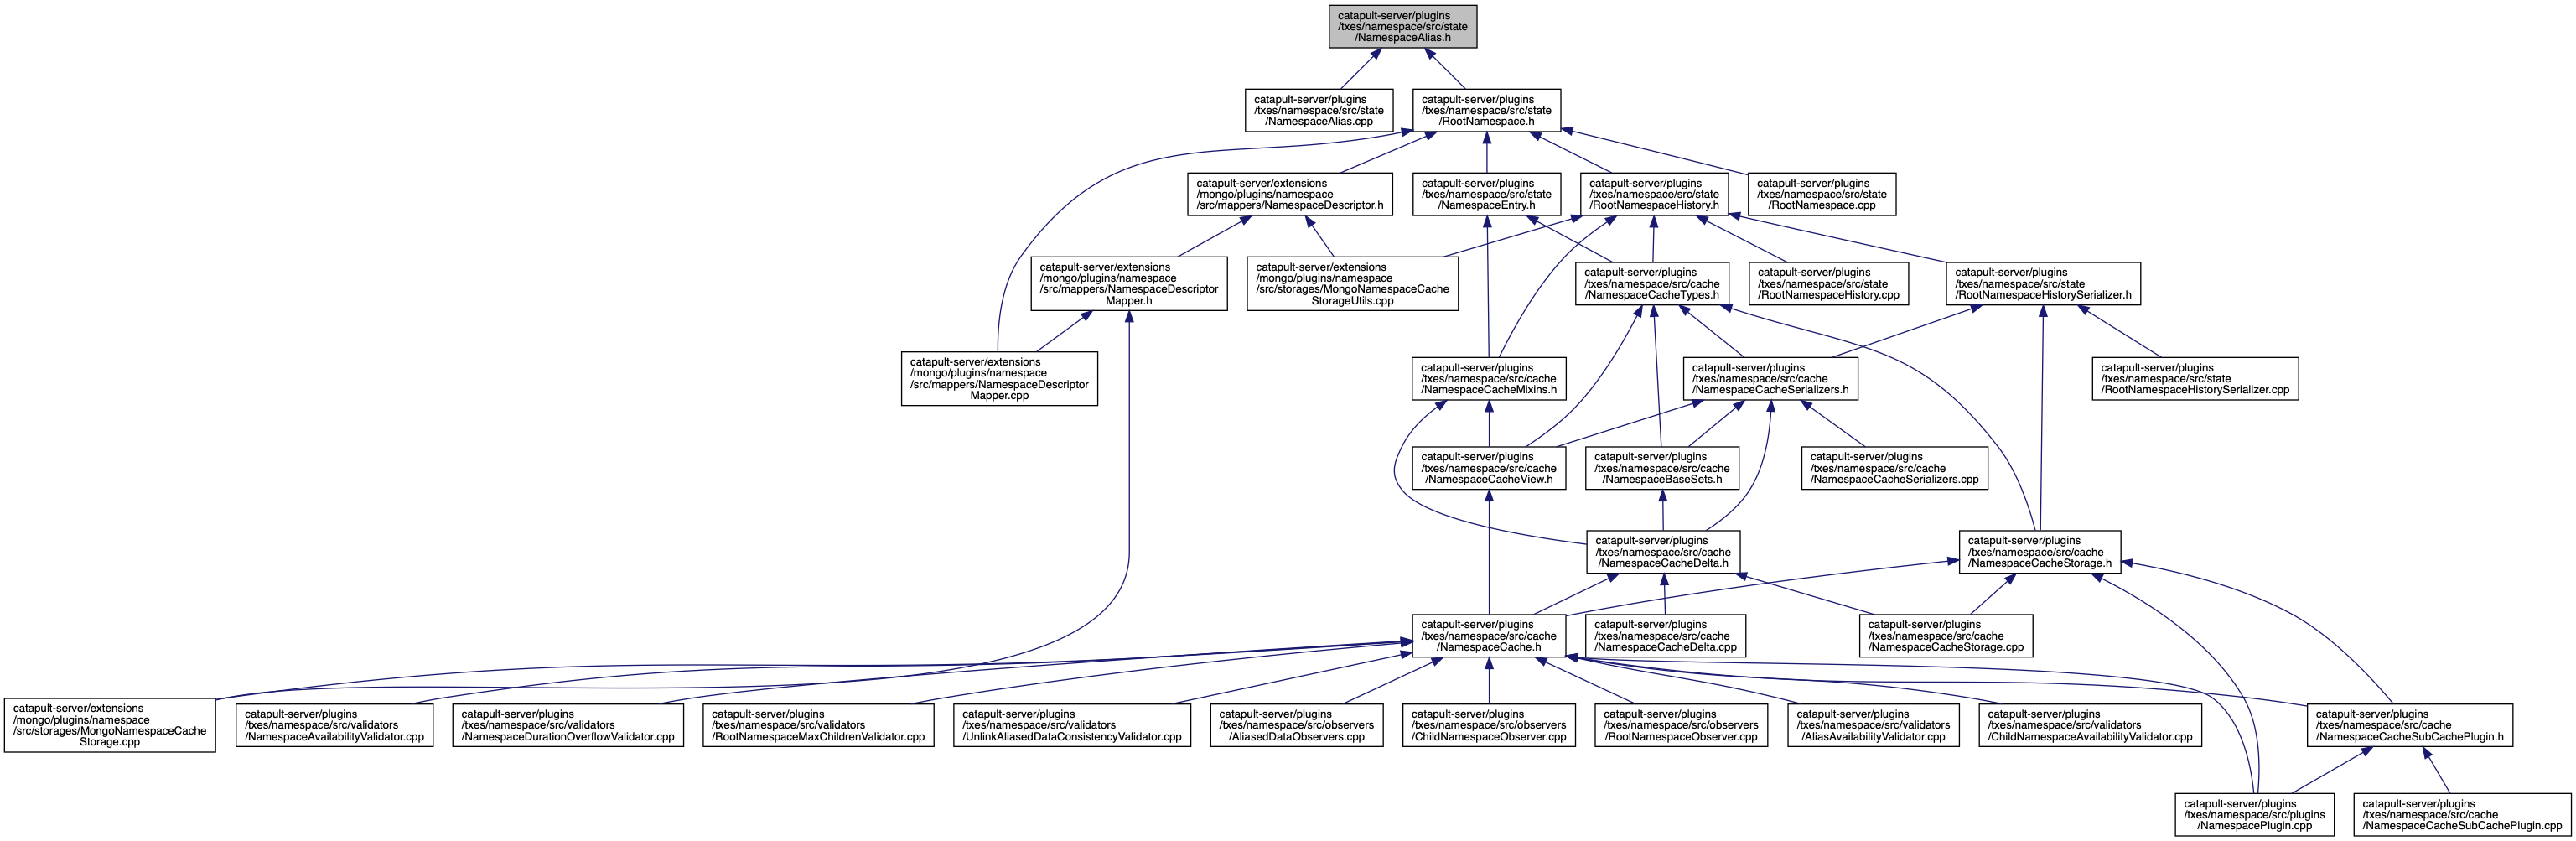 catapult-server/plugins
/txes/namespace/src/state
/NamespaceAlias.h
catapult-server/plugins
/txes/namespace/src/state
/NamespaceAlias.cpp
catapult-server/plugins
/txes/namespace/src/state
/RootNamespace.h
catapult-server/extensions
/mongo/plugins/namespace
/src/mappers/NamespaceDescriptor.h
catapult-server/plugins
/txes/namespace/src/state
/NamespaceEntry.h
catapult-server/plugins
/txes/namespace/src/state
/RootNamespaceHistory.h
catapult-server/plugins
/txes/namespace/src/state
/RootNamespace.cpp
catapult-server/extensions
/mongo/plugins/namespace
/src/mappers/NamespaceDescriptor
Mapper.h
catapult-server/extensions
/mongo/plugins/namespace
/src/storages/MongoNamespaceCache
StorageUtils.cpp
catapult-server/plugins
/txes/namespace/src/cache
/NamespaceCacheTypes.h
catapult-server/plugins
/txes/namespace/src/state
/RootNamespaceHistory.cpp
catapult-server/plugins
/txes/namespace/src/state
/RootNamespaceHistorySerializer.h
catapult-server/extensions
/mongo/plugins/namespace
/src/mappers/NamespaceDescriptor
Mapper.cpp
catapult-server/plugins
/txes/namespace/src/cache
/NamespaceCacheMixins.h
catapult-server/plugins
/txes/namespace/src/cache
/NamespaceCacheSerializers.h
catapult-server/plugins
/txes/namespace/src/state
/RootNamespaceHistorySerializer.cpp
catapult-server/plugins
/txes/namespace/src/cache
/NamespaceCacheView.h
catapult-server/plugins
/txes/namespace/src/cache
/NamespaceBaseSets.h
catapult-server/plugins
/txes/namespace/src/cache
/NamespaceCacheSerializers.cpp
catapult-server/plugins
/txes/namespace/src/cache
/NamespaceCacheDelta.h
catapult-server/plugins
/txes/namespace/src/cache
/NamespaceCacheStorage.h
catapult-server/plugins
/txes/namespace/src/cache
/NamespaceCache.h
catapult-server/plugins
/txes/namespace/src/cache
/NamespaceCacheDelta.cpp
catapult-server/plugins
/txes/namespace/src/cache
/NamespaceCacheStorage.cpp
catapult-server/extensions
/mongo/plugins/namespace
/src/storages/MongoNamespaceCache
Storage.cpp
catapult-server/plugins
/txes/namespace/src/validators
/NamespaceAvailabilityValidator.cpp
catapult-server/plugins
/txes/namespace/src/validators
/NamespaceDurationOverflowValidator.cpp
catapult-server/plugins
/txes/namespace/src/validators
/RootNamespaceMaxChildrenValidator.cpp
catapult-server/plugins
/txes/namespace/src/validators
/UnlinkAliasedDataConsistencyValidator.cpp
catapult-server/plugins
/txes/namespace/src/observers
/AliasedDataObservers.cpp
catapult-server/plugins
/txes/namespace/src/observers
/ChildNamespaceObserver.cpp
catapult-server/plugins
/txes/namespace/src/observers
/RootNamespaceObserver.cpp
catapult-server/plugins
/txes/namespace/src/validators
/AliasAvailabilityValidator.cpp
catapult-server/plugins
/txes/namespace/src/validators
/ChildNamespaceAvailabilityValidator.cpp
catapult-server/plugins
/txes/namespace/src/cache
/NamespaceCacheSubCachePlugin.h
catapult-server/plugins
/txes/namespace/src/plugins
/NamespacePlugin.cpp
catapult-server/plugins
/txes/namespace/src/cache
/NamespaceCacheSubCachePlugin.cpp